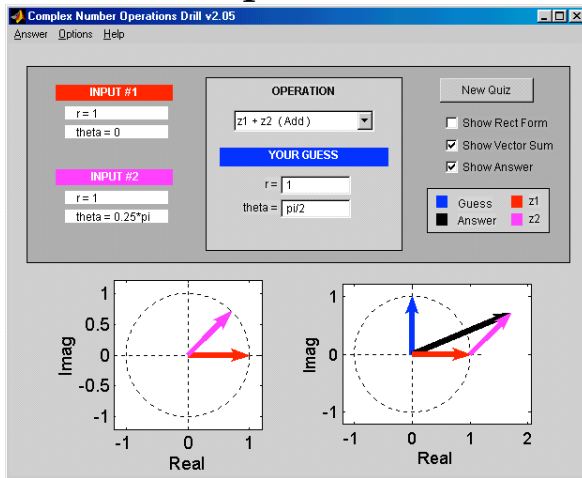 Complex Number Operations Drill v2.05
Answer Options Help
INPUT #1
r = 1
theta = 0
INPUT #2
r = 1
theta = 0.25*pi
OPERATION
z1 + z2 ( Add )
YOUR GUESS
r = 1
theta = pi/2
New Quiz
Show Rect Form
Show Vector Sum
Show Answer
Guess z1
Answer z2
1
0.5
0
-0.5
-1
Imag
-1 0 1
Real
1
0
-1
Imag
-1 0 1 2
Real